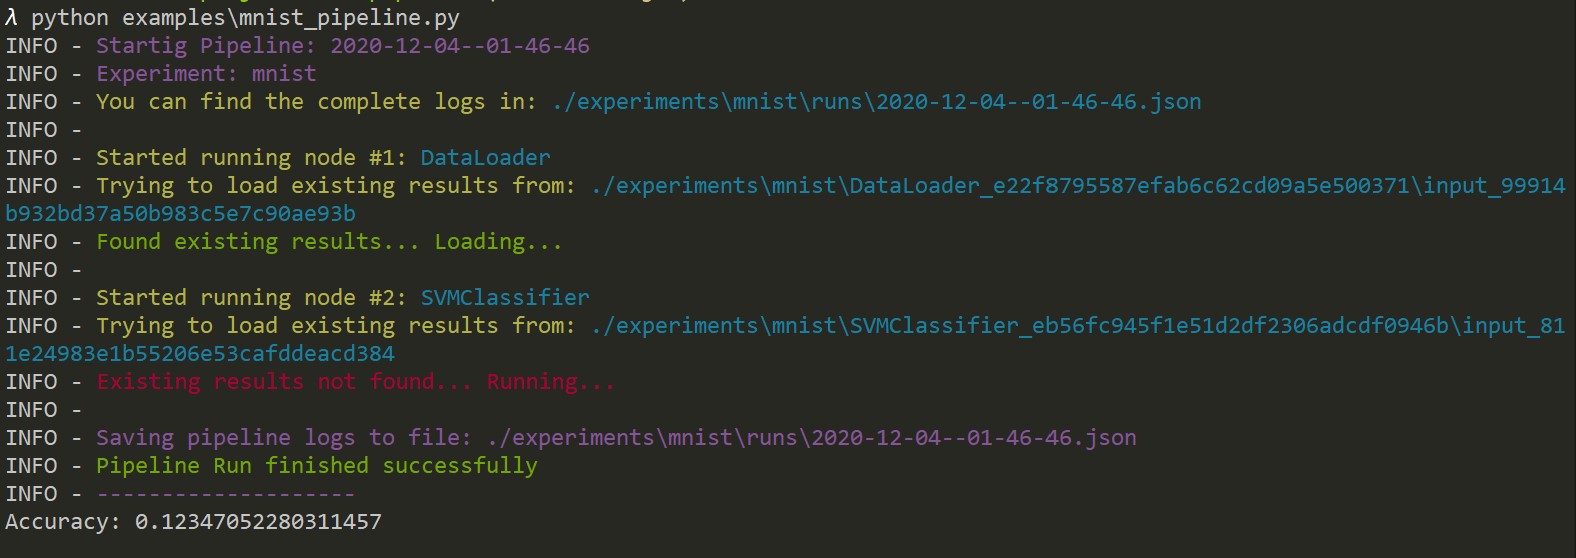 λ python examples\mnist_pipeline.py
INFO - Startig Pipeline: 2020-12-04--01-46-46
INFO - Experiment: mnist
INFO - You can find the complete logs in: ./experiments\mnist\runs\2020-12-04--01-46-46.json
INFO -
INFO - Started running node #1: DataLoader
INFO - Trying to load existing results from: ./experiments\mnist\DataLoader_e22f8795587efab6c62cd09a5e500371\input_99914
b932bd37a50b983c5e7c90ae93b
INFO - Found existing results... Loading...
INFO -
INFO - Started running node #2: SVMClassifier
INFO - Trying to load existing results from: ./experiments\mnist\SVMClassifier_eb56fc945f1e51d2df2306adcdf0946b\input_81
1e24983e1b55206e53cafddeacd384
INFO - Existing results not found... Running...
INFO -
INFO - Saving pipeline logs to file: ./experiments\mnist\runs\2020-12-04--01-46-46.json
INFO - Pipeline Run finished successfully
INFO - --------------------
Accuracy: 0.12347052280311457